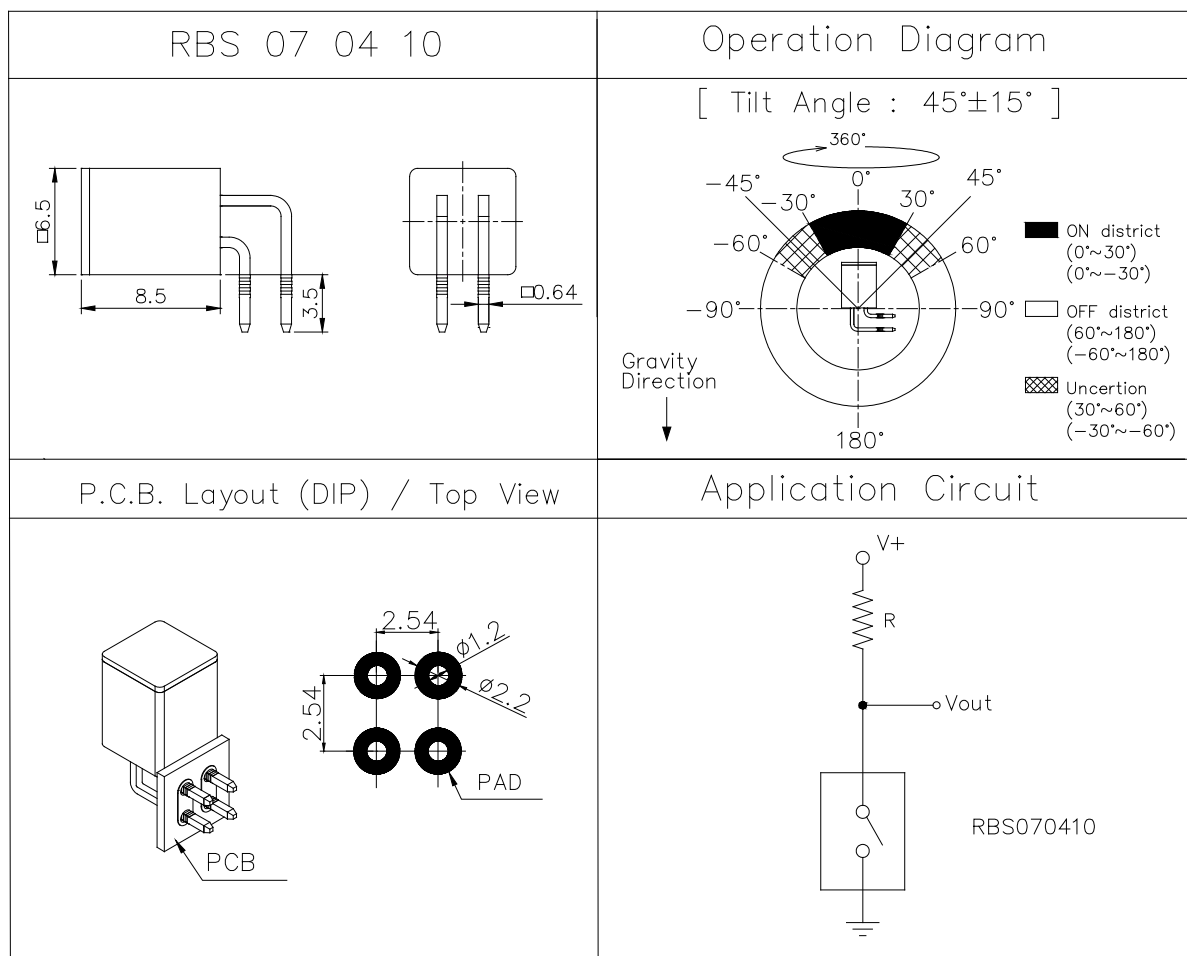 RBS 07 04 10
□6.5
8.5
3.5
□0.64
Operation Diagram
[ Tilt Angle : 45°±15° ]
360°
0°
-45°
45°
-30°
30°
-60°
60°
-90°
90°
180°
Gravity
Direction
ON district
(0°~30°)
(0°~-30°)
OFF district
(60°~180°)
(-60°~180°)
Uncertion
(30°~60°)
(-30°~-60°)
P.C.B. Layout (DIP) / Top View
2.54
2.54
ø1.2
ø2.2
PAD
PCB
Application Circuit
V+
R
Vout
RBS070410